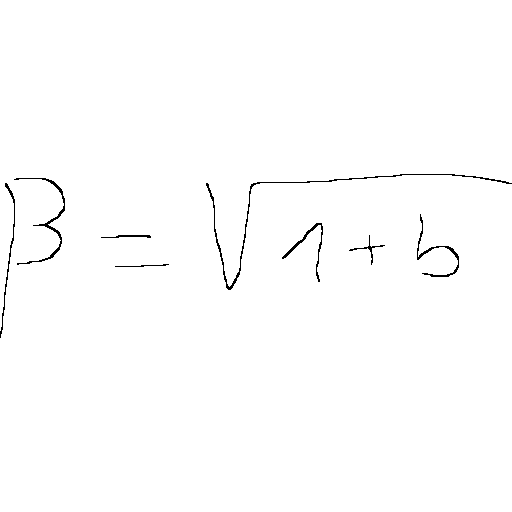 β = √(1 + b)